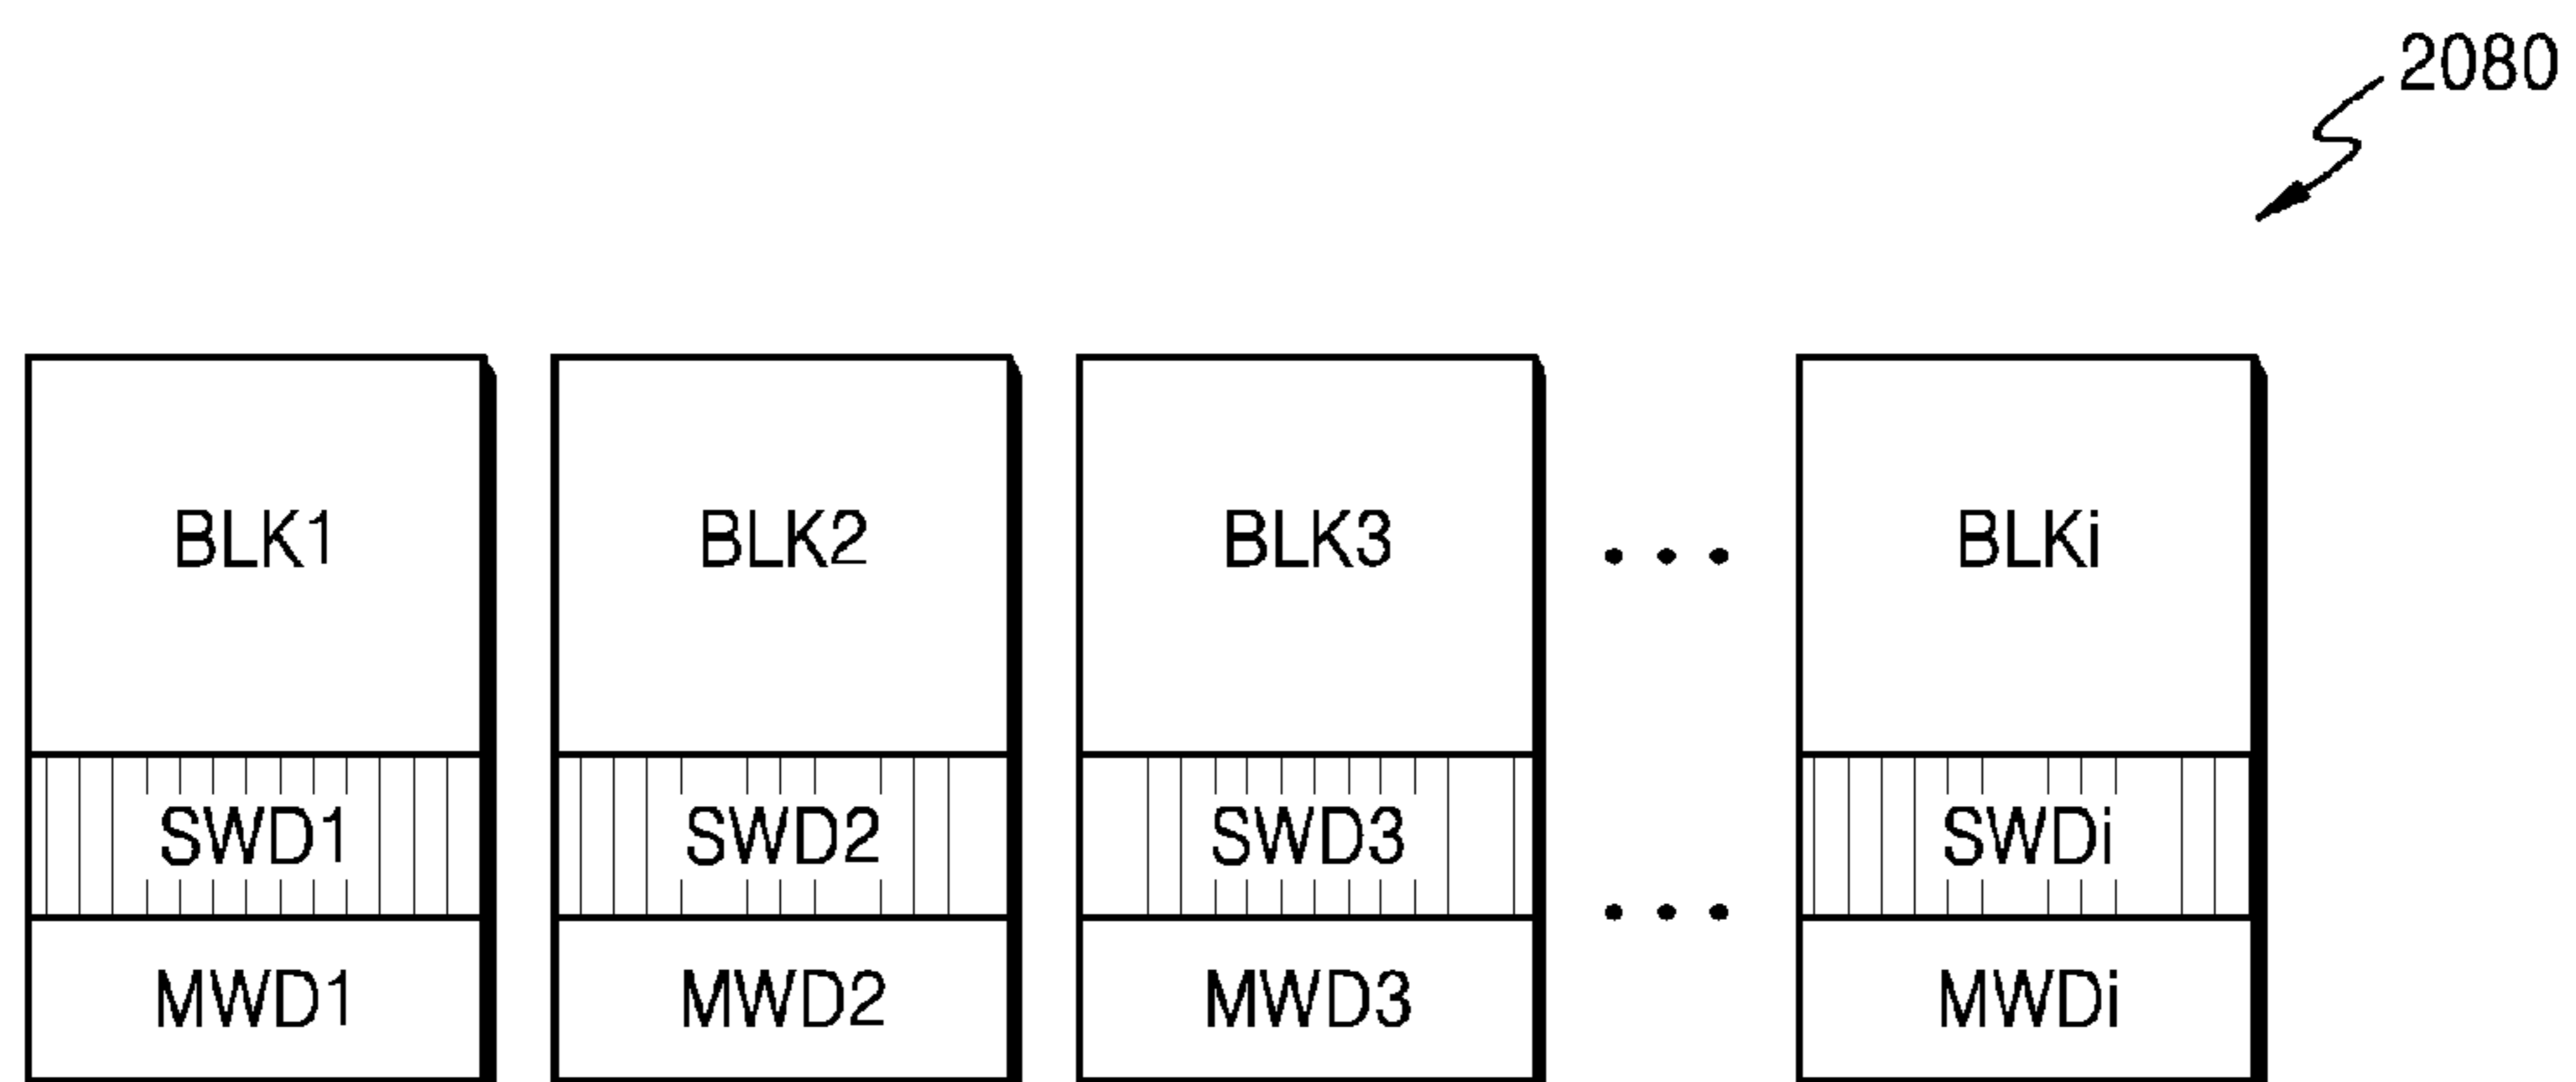 2080
BLK1 BLK2 BLK3 ... BLKi
SWD1 SWD2 SWD3 SWDi
... 
MWD1 MWD2 MWD3 MWDi